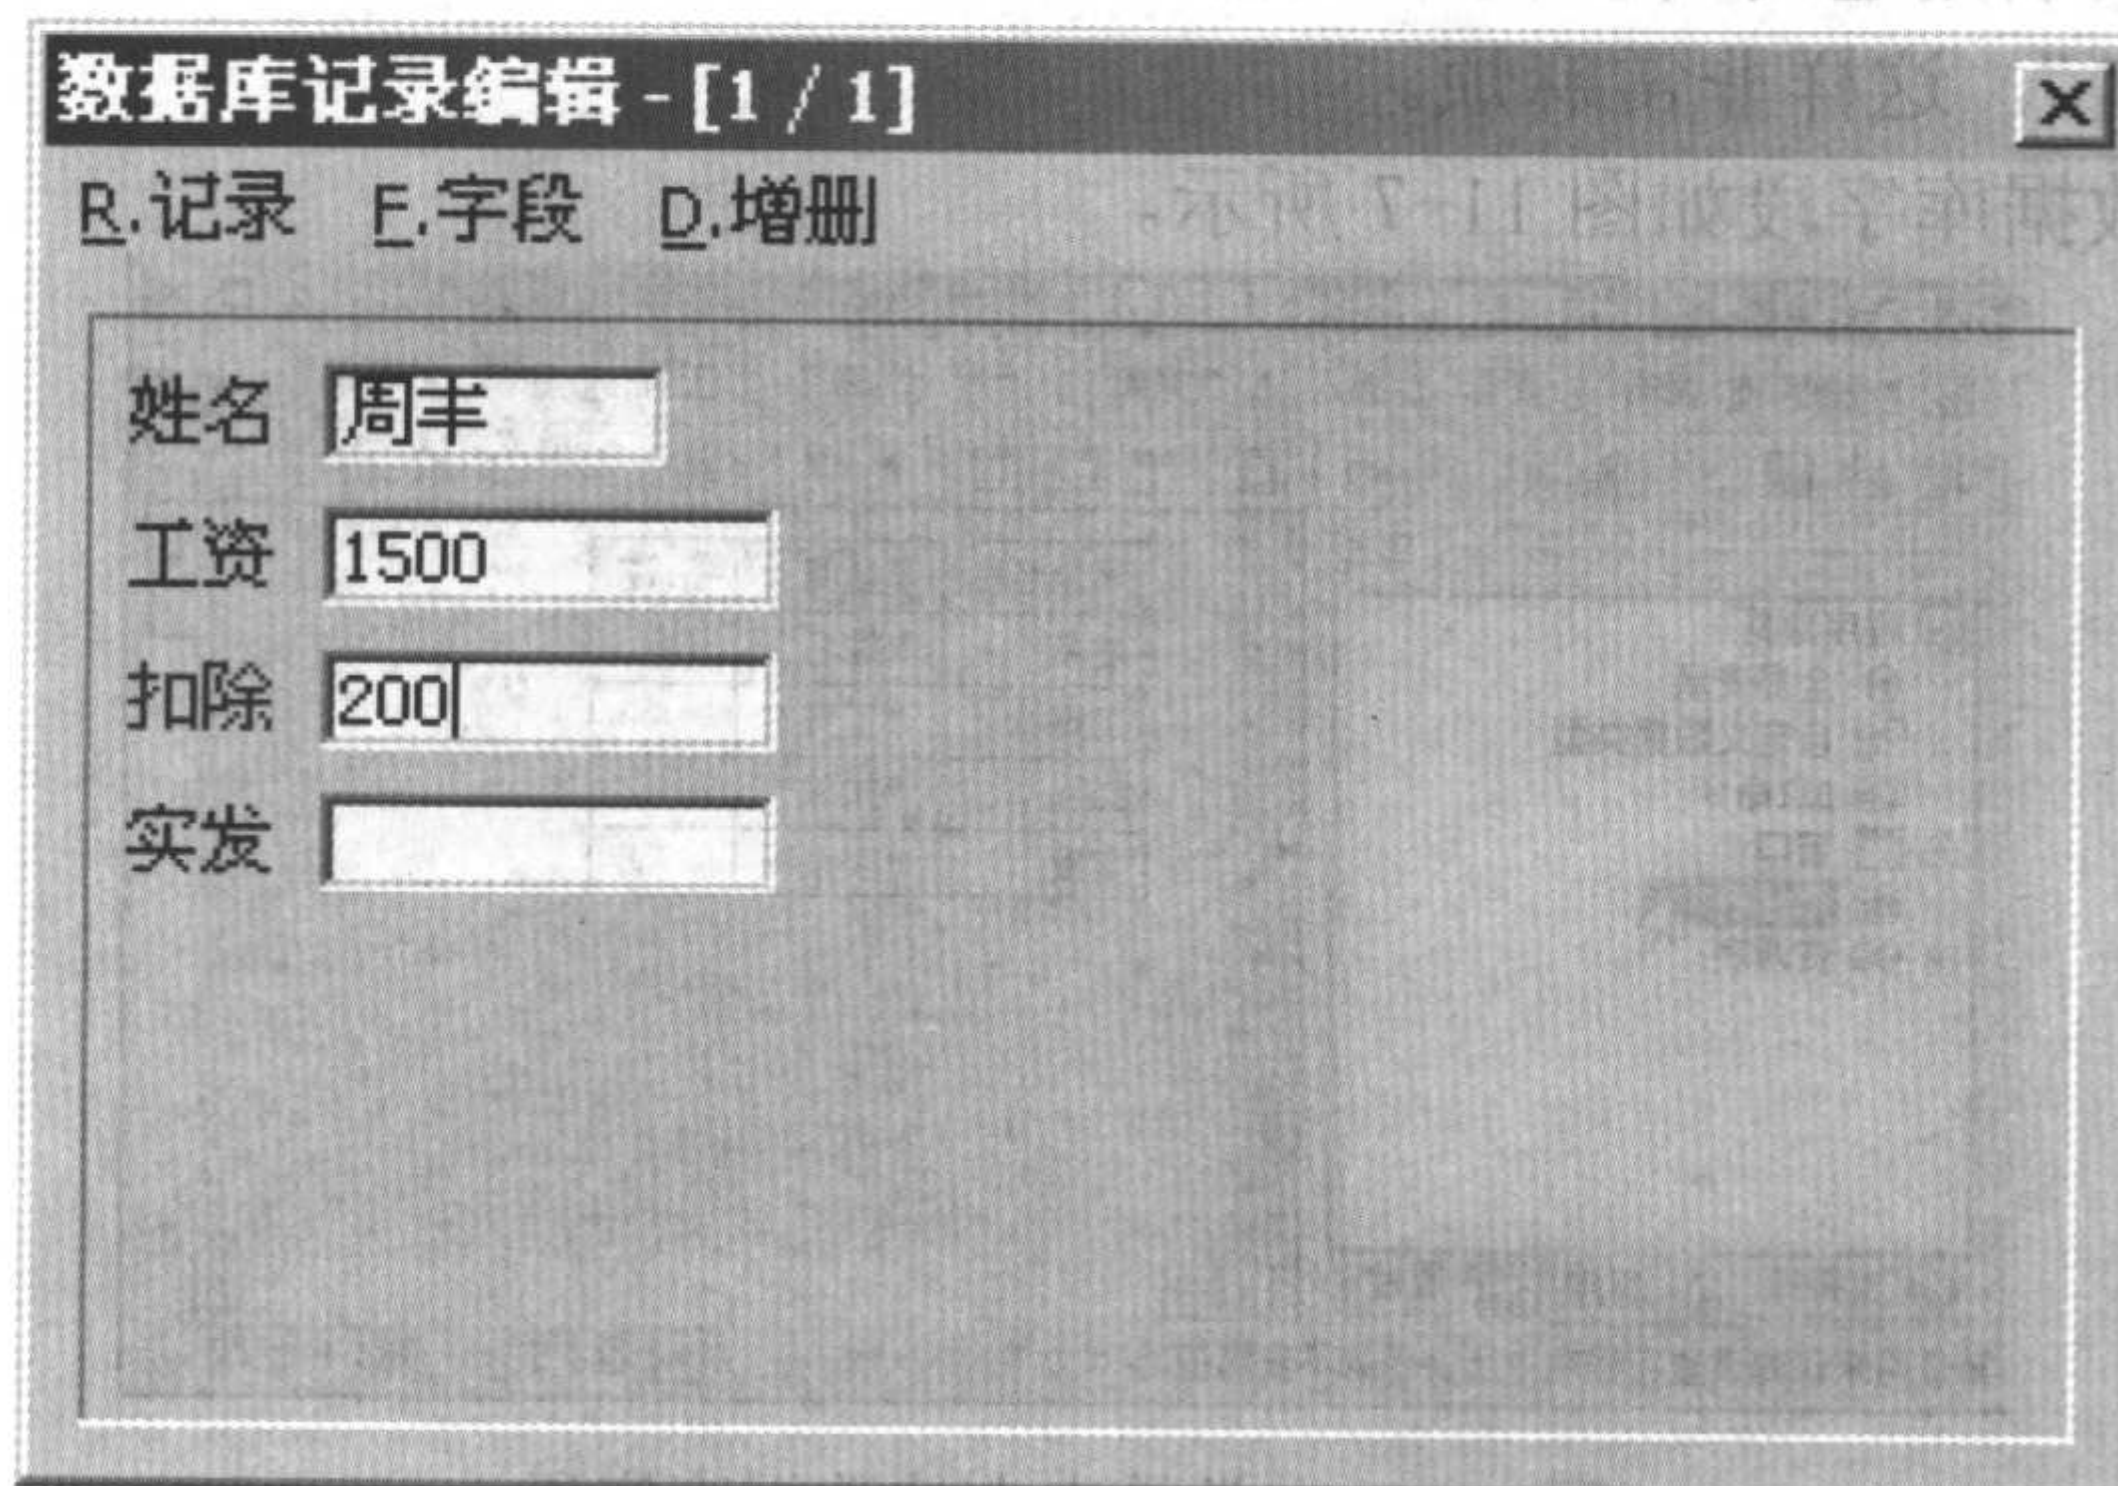 数据库记录编辑 - [1 / 1]
R.记录 F.字段 D.增删
姓名 周丰
工资 1500
扣除 200
实发